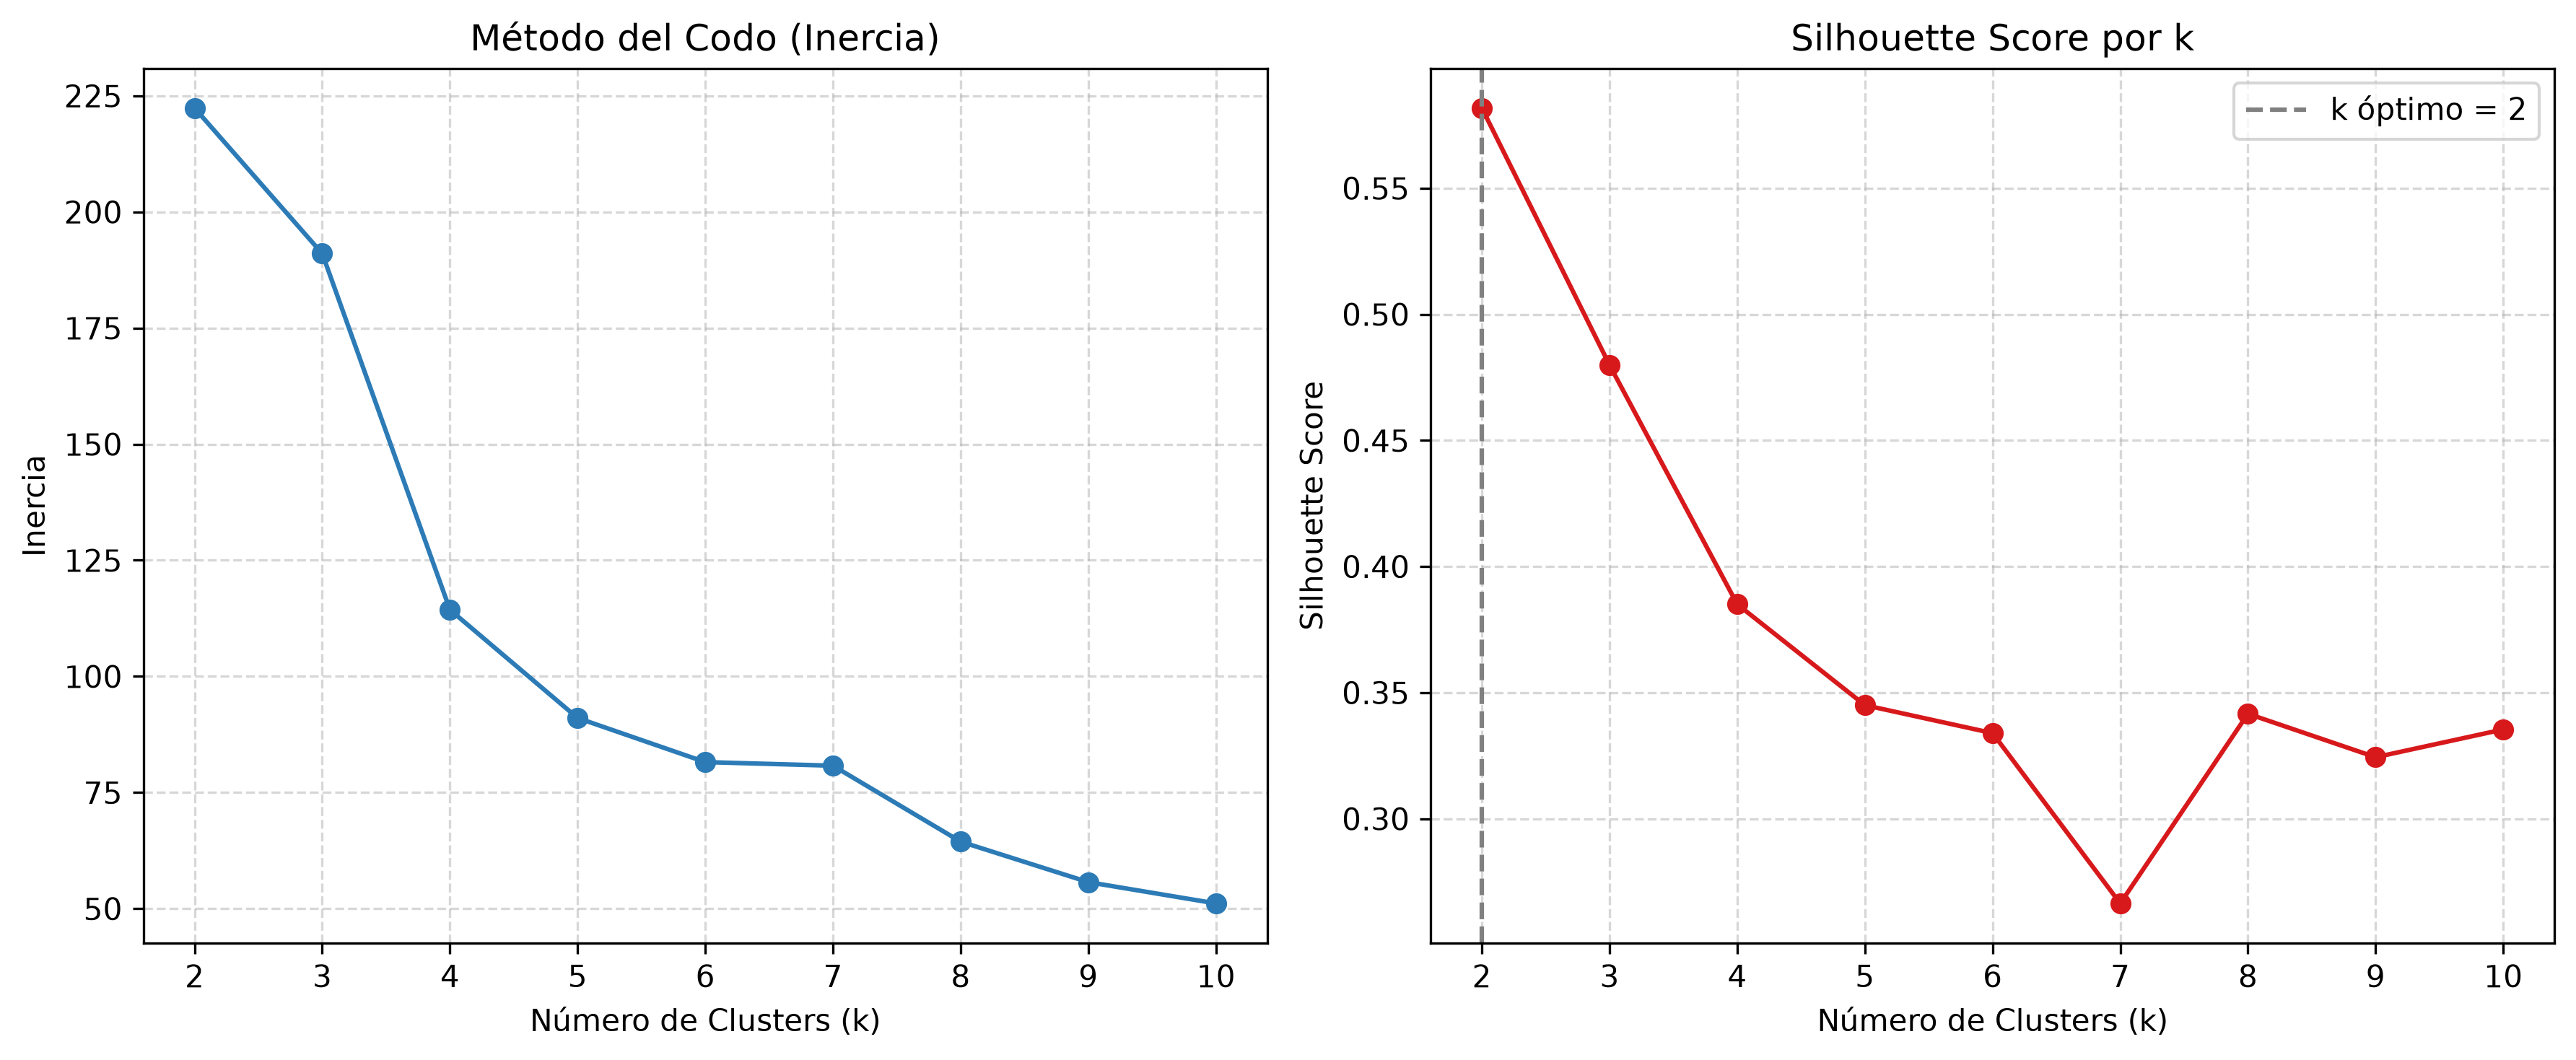 Método del Codo (Inercia)
225
200
175
150
125
100
75
50
Inercia
2 3 4 5 6 7 8 9 10
Número de Clusters (k)
Silhouette Score por k
k óptimo = 2
0.55
0.50
0.45
0.40
0.35
0.30
Silhouette Score
2 3 4 5 6 7 8 9 10
Número de Clusters (k)